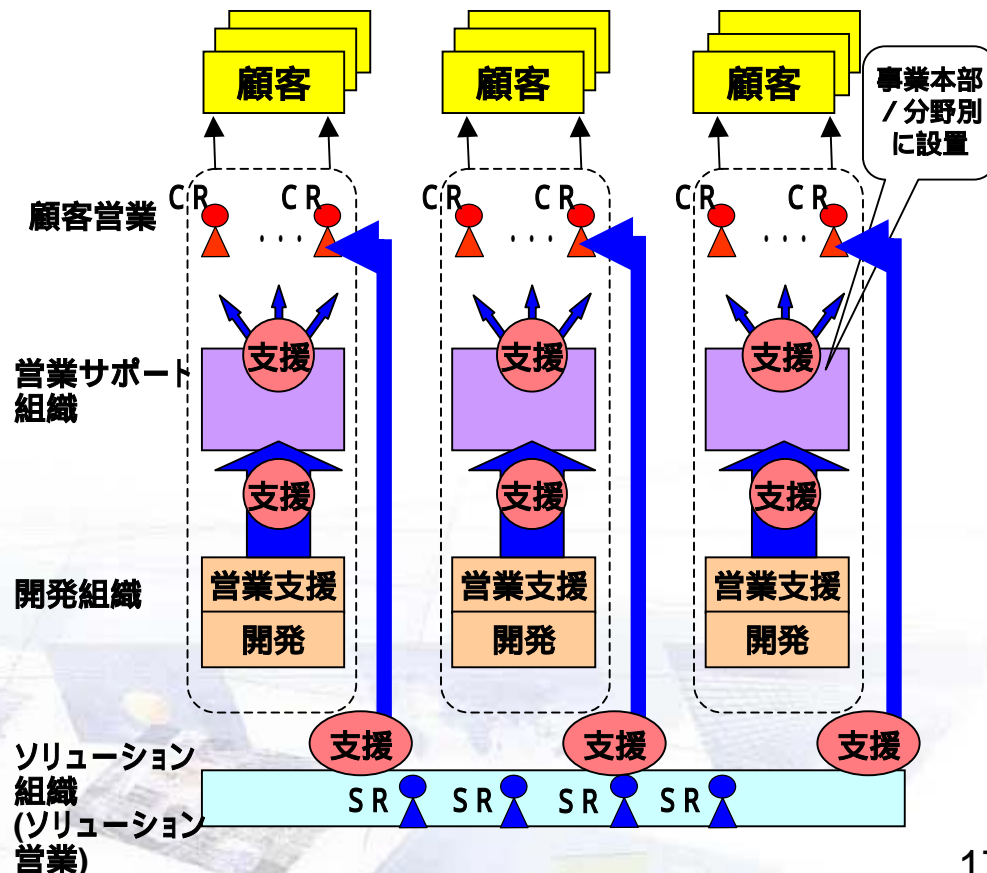 顧客 顧客 顧客
事業本部
/分野別
に設置
顧客営業
CR CR CR CR CR CR
... ... ...
営業サポート
組織
支援 支援 支援
支援 支援 支援
開発組織
営業支援 営業支援 営業支援
開発 開発 開発
支援 支援 支援
ソリューション
組織
(ソリューション
営業)
SR SR SR SR
17